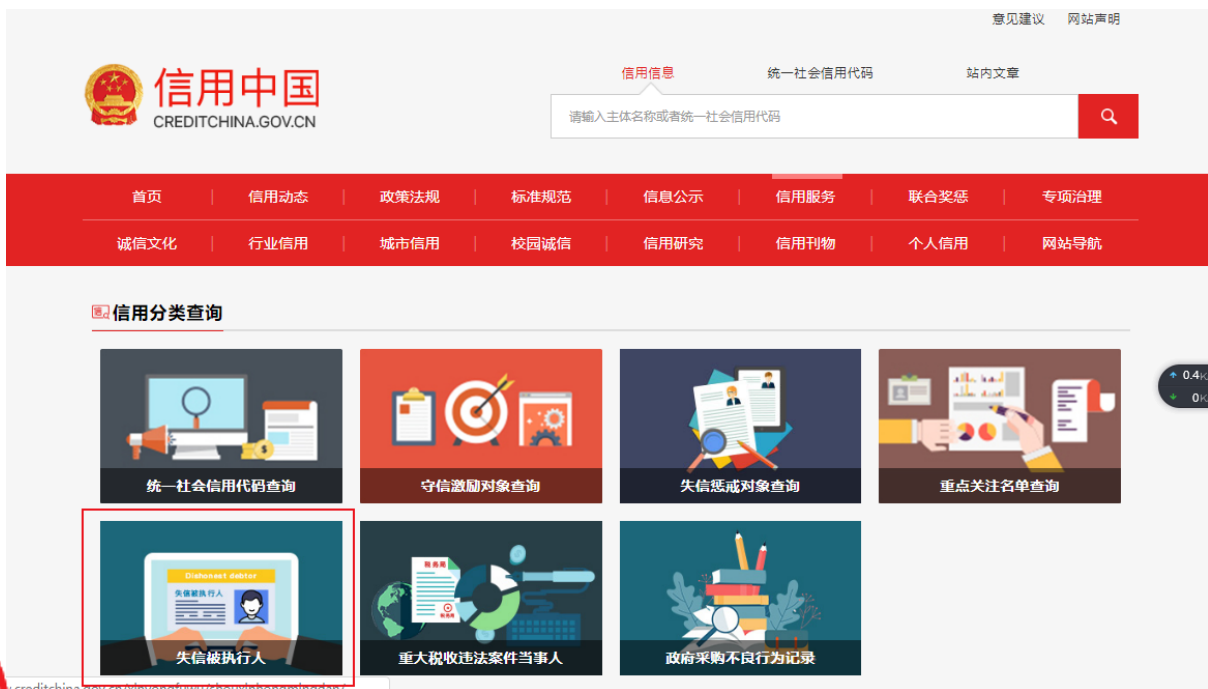 意见建议 网站声明
信用中国
CREDITCHINA.GOV.CN
信用信息 统一社会信用代码 站内文章
请输入主体名称或者统一社会信用代码
首页 信用动态 政策法规 标准规范 信息公示 信用服务 联合奖惩 专项治理
诚信文化 行业信用 城市信用 校园诚信 信用研究 信用刊物 个人信用 网站导航
信用分类查询
统一社会信用代码查询 守信激励对象查询 失信惩戒对象查询 重点关注名单查询
↑ 0.4K
↓ 0K
Dishonest debtor
失信被执行人
税务局
失信被执行人 重大税收违法案件当事人 政府采购不良行为记录